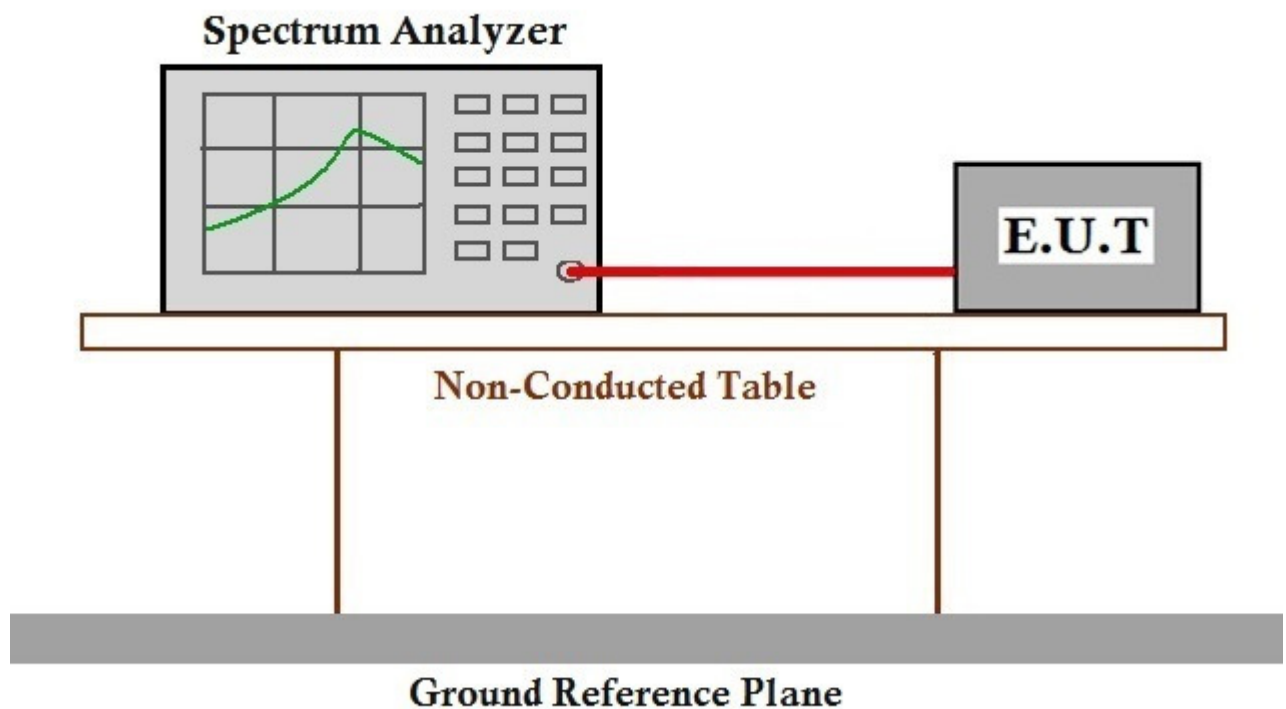 Spectrum Analyzer
E.U.T
Non-Conducted Table
Ground Reference Plane